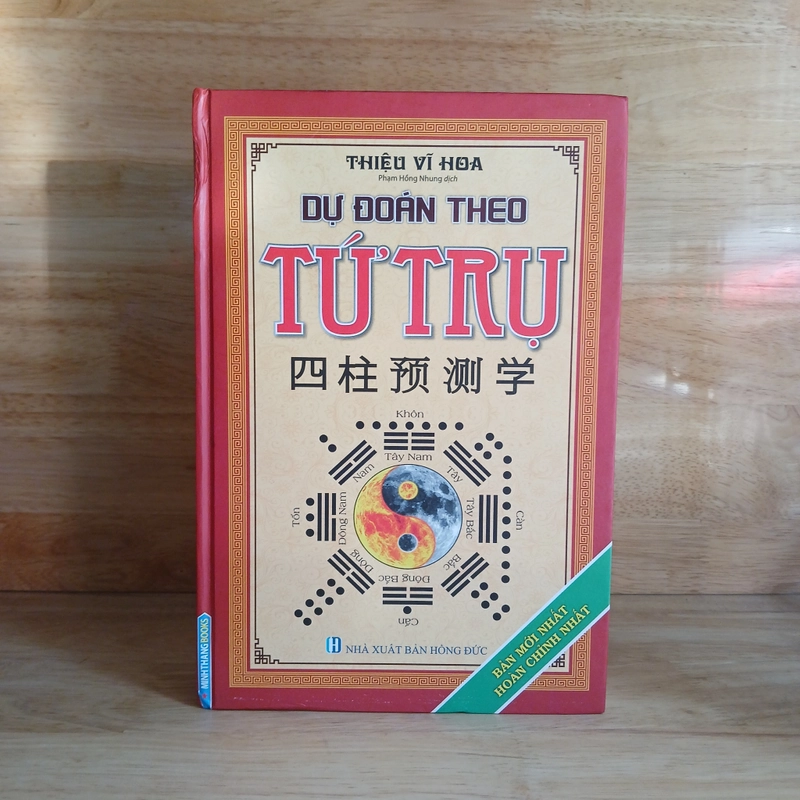 THIỆU VĨ HOA
Phạm Hồng Nhung dịch
DỰ ĐOÁN THEO
TỨ TRỤ
四柱预测学
Khôn
Tây Nam
Nam
Tây
Tốn
Đông Nam
Tây Bắc
Càn
Đông
Bắc
Đông Bắc
Cấn
NHÀ XUẤT BẢN HỒNG ĐỨC
BẢN MỚI NHẤT
HOÀN CHỈNH NHẤT
MINHTHANGBOOKS